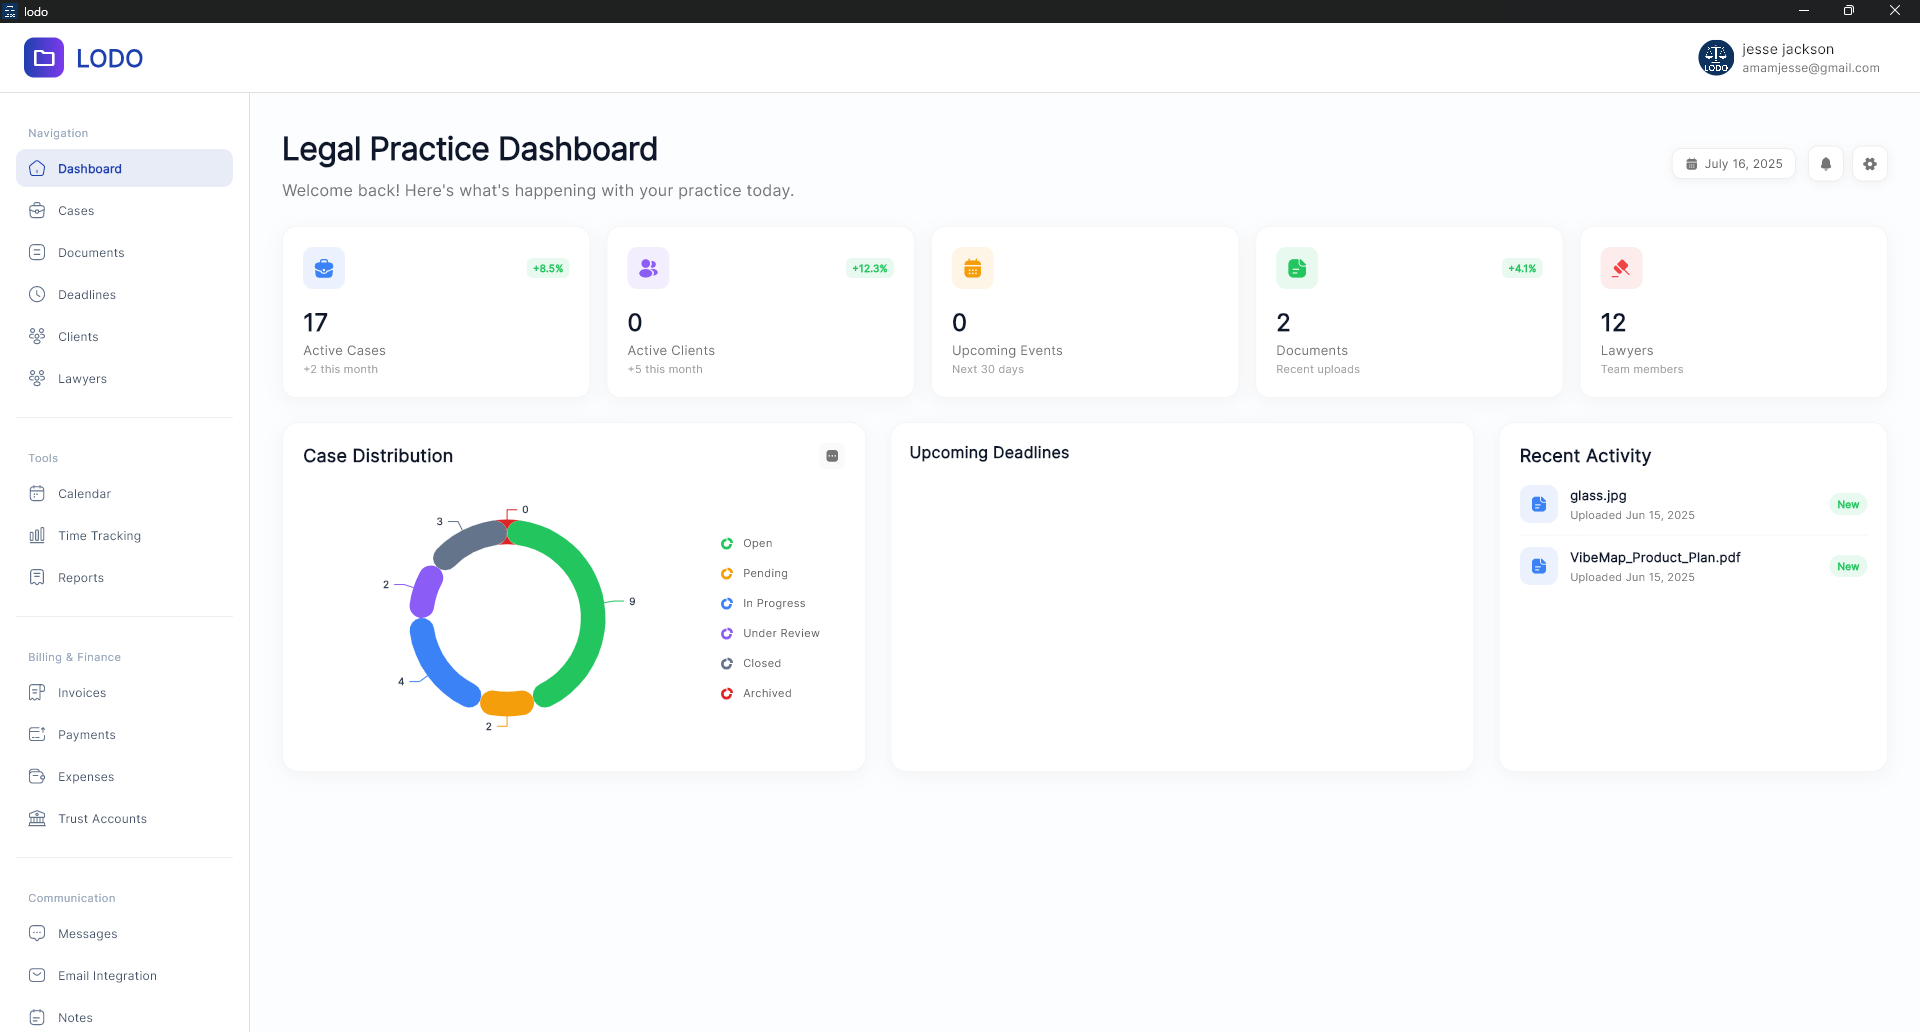 lodo
LODO
LODO
jesse jackson
amamjesse@gmail.com
Navigation
Dashboard
Cases
Documents
Deadlines
Clients
Lawyers
Tools
Calendar
Time Tracking
Reports
Billing & Finance
Invoices
Payments
Expenses
Trust Accounts
Communication
Messages
Email Integration
Notes
Legal Practice Dashboard
Welcome back! Here's what's happening with your practice today.
July 16, 2025
+8.5%
17
Active Cases
+2 this month
+12.3%
0
Active Clients
+5 this month
0
Upcoming Events
Next 30 days
+4.1%
2
Documents
Recent uploads
12
Lawyers
Team members
Case Distribution
0
3
2
9
4
2
Open
Pending
In Progress
Under Review
Closed
Archived
Upcoming Deadlines
Recent Activity
glass.jpg
Uploaded Jun 15, 2025
New
VibeMap_Product_Plan.pdf
Uploaded Jun 15, 2025
New